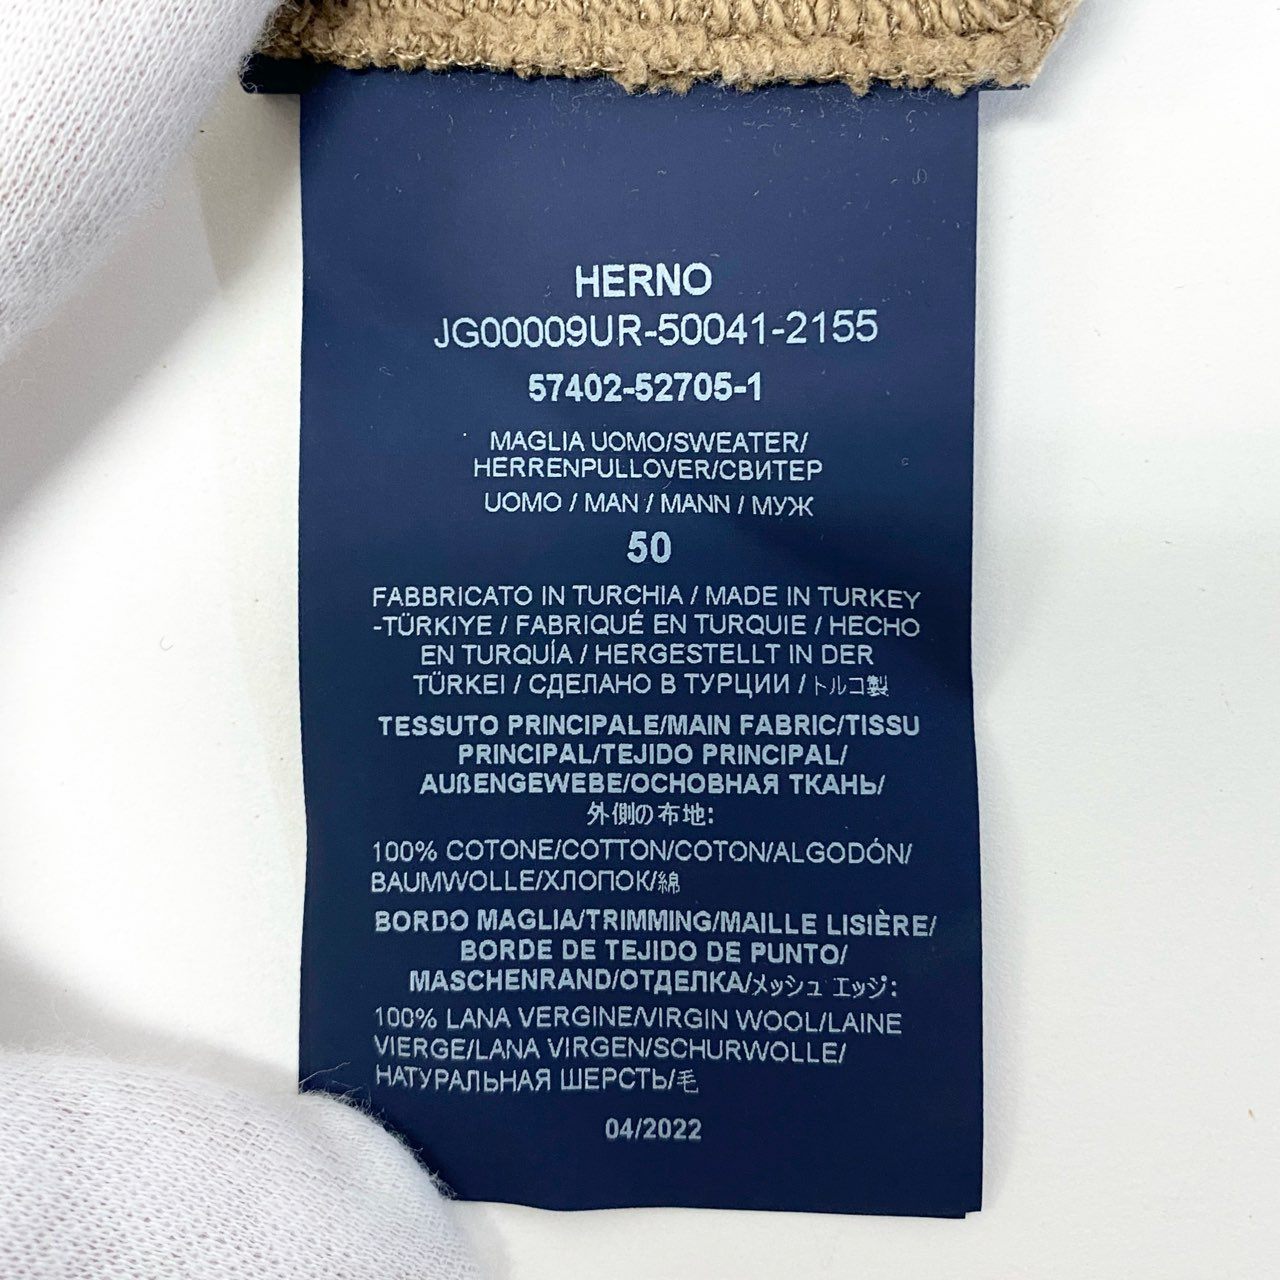 HERNO
JG00009UR-50041-2155
57402-52705-1
MAGLIA UOMO/SWEATER/
HERRENPULLOVER/СВИТЕР
UOMO / MAN / MANN / МУЖ
50
FABBRICATO IN TURCHIA / MADE IN TURKEY
-TÜRKIYE / FABRIQUÉ EN TURQUIE / HECHO
EN TURQUÍA / HERGESTELLT IN DER
TÜRKEI / СДЕЛАНО В ТУРЦИИ / トルコ製
TESSUTO PRINCIPALE/MAIN FABRIC/TISSU
PRINCIPAL/TEJIDO PRINCIPAL/
AUßENGEWEBE/ОСНОВНАЯ ТКАНЬ/
外側の布地:
100% COTONE/COTTON/COTON/ALGODÓN/
BAUMWOLLE/ХЛОПОК/綿
BORDO MAGLIA/TRIMMING/MAILLE LISIÈRE/
BORDE DE TEJIDO DE PUNTO/
MASCHENRAND/ОТДЕЛКА/メッシュ エッジ:
100% LANA VERGINE/VIRGIN WOOL/LAINE
VIERGE/LANA VIRGEN/SCHURWOLLE/
НАТУРАЛЬНАЯ ШЕРСТЬ/毛
04/2022